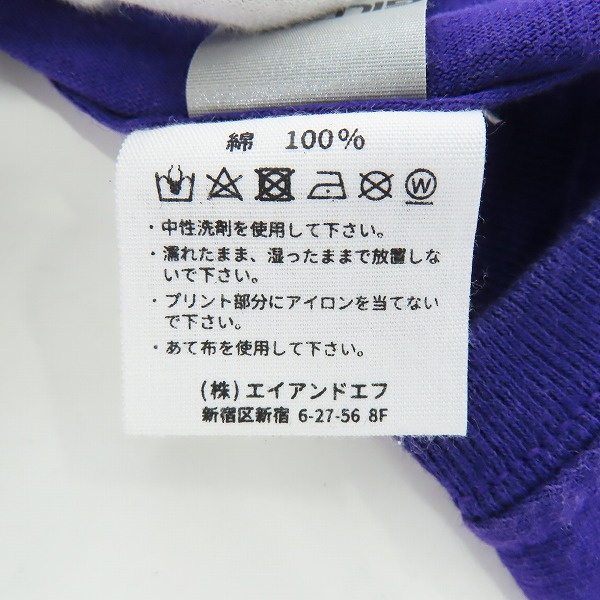 綿 100%
W
・中性洗剤を使用して下さい。
・濡れたまま、湿ったままで放置しな
いで下さい。
・プリント部分にアイロンを当てない
で下さい。
・あて布を使用して下さい。
(株) エイアンドエフ
新宿区新宿 6-27-56 8F